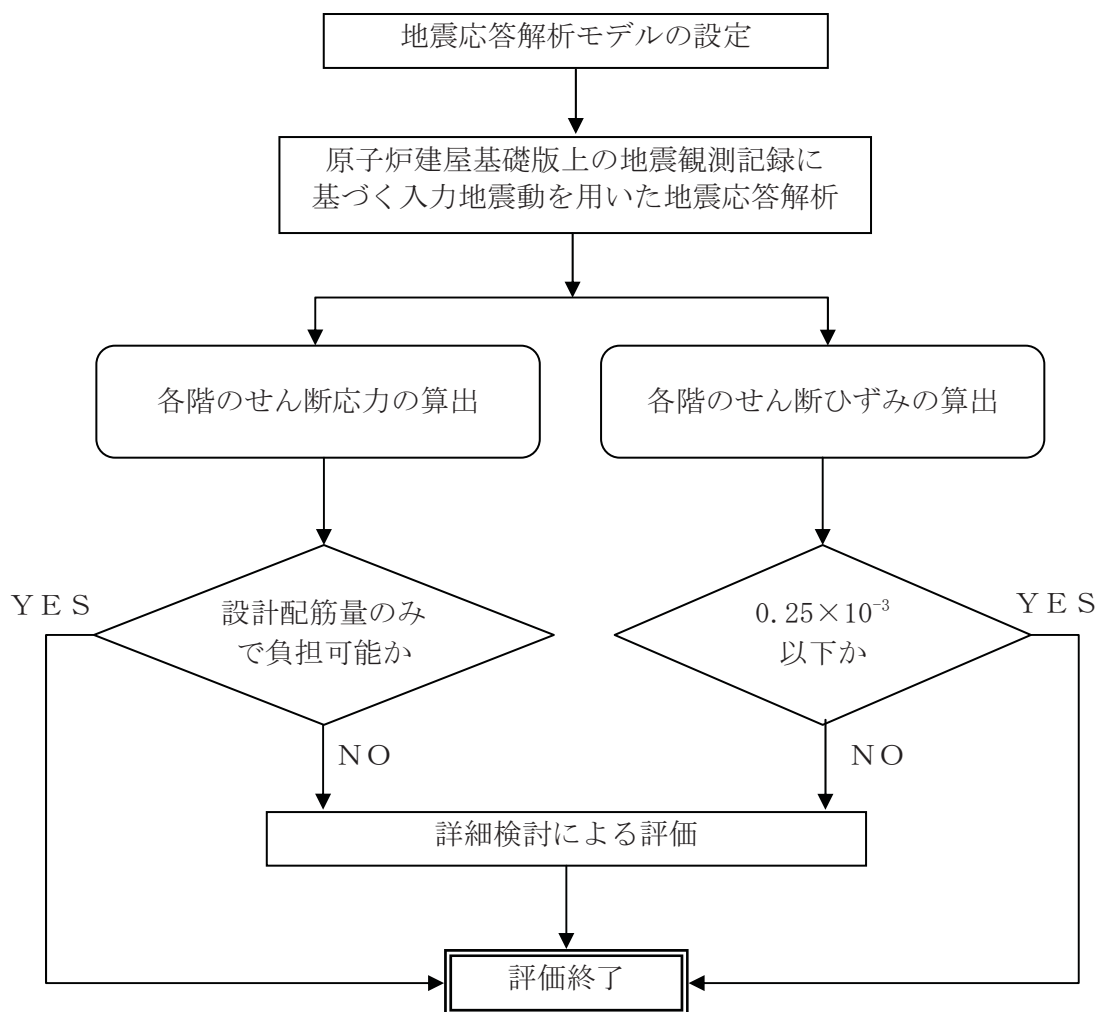 地震応答解析モデルの設定
原子炉建屋基礎版上の地震観測記録に
基づく入力地震動を用いた地震応答解析
各階のせん断応力の算出
各階のせん断ひずみの算出
YES
設計配筋量のみ
で負担可能か
0.25×10⁻³
以下か
YES
NO
NO
詳細検討による評価
評価終了